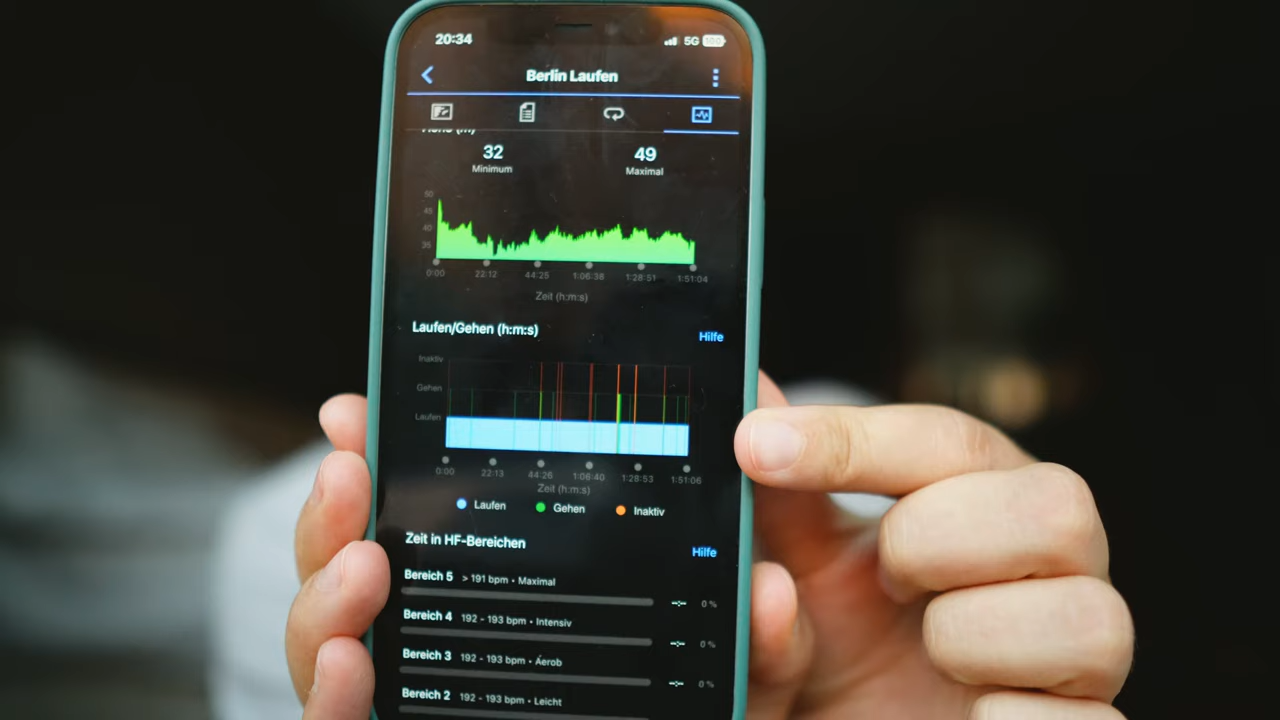 20:34 5G
Berlin Laufen
Höhe (m)
32 49
Minimum Maximal
50
45
40
35
0:00 22:12 44:25 1:06:38 1:28:51 1:51:04
Zeit (h:m:s)
Laufen/Gehen (h:m:s) Hilfe
Inaktiv
Gehen
Laufen
0:00 22:13 44:26 1:06:40 1:28:53 1:51:06
Zeit (h:m:s)
Laufen Gehen Inaktiv
Zeit in HF-Bereichen Hilfe
Bereich 5 > 191 bpm • Maximal
--:-- 0 %
Bereich 4 192 - 193 bpm • Intensiv
--:-- 0 %
Bereich 3 192 - 193 bpm • Aerob
--:-- 0 %
Bereich 2 192 - 193 bpm • Leicht